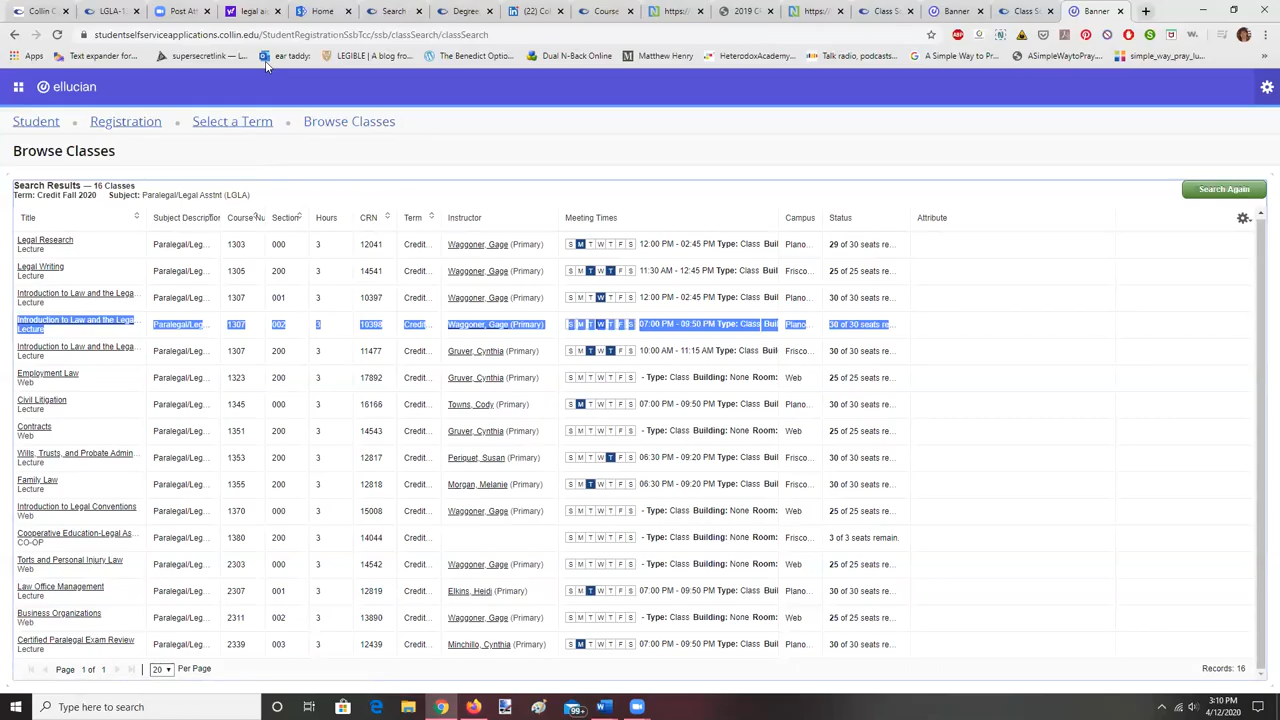 Collin C
LGLA-1
Post Att
legal aid
Home
Search
Degree
(22) Col
Course
https://
2019 C
https://
Class S
Banner
Class S
Banner
studentselfserviceapplications.collin.edu/StudentRegistrationSsbTcc/ssb/classSearch/classSearch
Apps
Text expander for...
supersecretlink — L...
ear taddy:
LEGIBLE | A blog fro...
The Benedict Optio...
Dual N-Back Online
Matthew Henry
HeterodoxAcademy...
Talk radio, podcasts...
A Simple Way to Pr...
ASimpleWaytoPray...
simple_way_pray_lu...
ellucian
Student Registration Select a Term Browse Classes
Browse Classes
Search Results — 16 Classes
Term: Credit Fall 2020 Subject: Paralegal/Legal Asstnt (LGLA)
Search Again
Title Subject Description Course Nu Section Hours CRN Term Instructor Meeting Times Campus Status Attribute
Legal Research Paralegal/Leg... 1303 000 3 12041 Credit... Waggoner, Gage (Primary) S M T W T F S 12:00 PM - 02:45 PM Type: Class Buil Plano... 29 of 30 seats re...
Lecture
Legal Writing Paralegal/Leg... 1305 200 3 14541 Credit... Waggoner, Gage (Primary) S M T W T F S 11:30 AM - 12:45 PM Type: Class Buil Frisco... 25 of 25 seats re...
Lecture
Introduction to Law and the Lega... Paralegal/Leg... 1307 001 3 10397 Credit... Waggoner, Gage (Primary) S M T W T F S 12:00 PM - 02:45 PM Type: Class Buil Plano... 30 of 30 seats re...
Lecture
Introduction to Law and the Lega... Paralegal/Leg... 1307 002 3 10398 Credit... Waggoner, Gage (Primary) S M T W T F S 07:00 PM - 09:50 PM Type: Class Buil Plano... 30 of 30 seats re...
Lecture
Introduction to Law and the Lega... Paralegal/Leg... 1307 200 3 11477 Credit... Gruver, Cynthia (Primary) S M T W T F S 10:00 AM - 11:15 AM Type: Class Buil Frisco... 30 of 30 seats re...
Lecture
Employment Law Paralegal/Leg... 1323 200 3 17892 Credit... Gruver, Cynthia (Primary) S M T W T F S - Type: Class Building: None Room: Web 25 of 25 seats re...
Web
Civil Litigation Paralegal/Leg... 1345 000 3 16166 Credit... Towns, Cody (Primary) S M T W T F S 07:00 PM - 09:50 PM Type: Class Buil Plano... 30 of 30 seats re...
Lecture
Contracts Paralegal/Leg... 1351 200 3 14543 Credit... Gruver, Cynthia (Primary) S M T W T F S - Type: Class Building: None Room: Web 25 of 25 seats re...
Web
Wills, Trusts, and Probate Admin... Paralegal/Leg... 1353 200 3 12817 Credit... Periquet, Susan (Primary) S M T W T F S 06:30 PM - 09:20 PM Type: Class Buil Frisco... 30 of 30 seats re...
Lecture
Family Law Paralegal/Leg... 1355 200 3 12818 Credit... Morgan, Melanie (Primary) S M T W T F S 06:30 PM - 09:20 PM Type: Class Buil Frisco... 30 of 30 seats re...
Lecture
Introduction to Legal Conventions Paralegal/Leg... 1370 000 3 15008 Credit... Waggoner, Gage (Primary) S M T W T F S - Type: Class Building: None Room: Web 25 of 25 seats re...
Web
Cooperative Education-Legal As... Paralegal/Leg... 1380 200 3 14044 Credit... S M T W T F S - Type: Class Building: None Room: Frisco... 3 of 3 seats remain.
CO-OP
Torts and Personal Injury Law Paralegal/Leg... 2303 000 3 14542 Credit... Waggoner, Gage (Primary) S M T W T F S - Type: Class Building: None Room: Web 25 of 25 seats re...
Web
Law Office Management Paralegal/Leg... 2307 001 3 12819 Credit... Elkins, Heidi (Primary) S M T W T F S 07:00 PM - 09:50 PM Type: Class Buil Plano... 30 of 30 seats re...
Lecture
Business Organizations Paralegal/Leg... 2311 002 3 13890 Credit... Waggoner, Gage (Primary) S M T W T F S - Type: Class Building: None Room: Web 25 of 25 seats re...
Web
Certified Paralegal Exam Review Paralegal/Leg... 2339 003 3 12439 Credit... Minchillo, Cynthia (Primary) S M T W T F S 07:00 PM - 09:50 PM Type: Class Buil Plano... 30 of 30 seats re...
Lecture
Page 1 of 1 20 Per Page Records: 16
Type here to search
99+
3:10 PM
4/12/2020